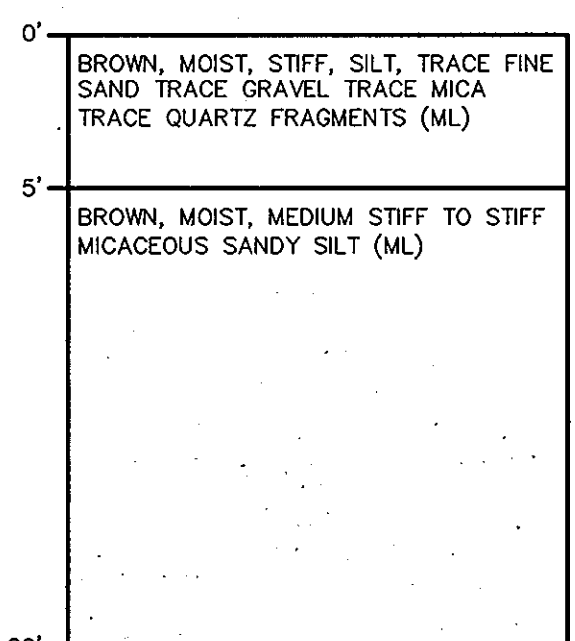 0'
BROWN, MOIST, STIFF, SILT, TRACE FINE
SAND TRACE GRAVEL TRACE MICA
TRACE QUARTZ FRAGMENTS (ML)
5'
BROWN, MOIST, MEDIUM STIFF TO STIFF
MICACEOUS SANDY SILT (ML)